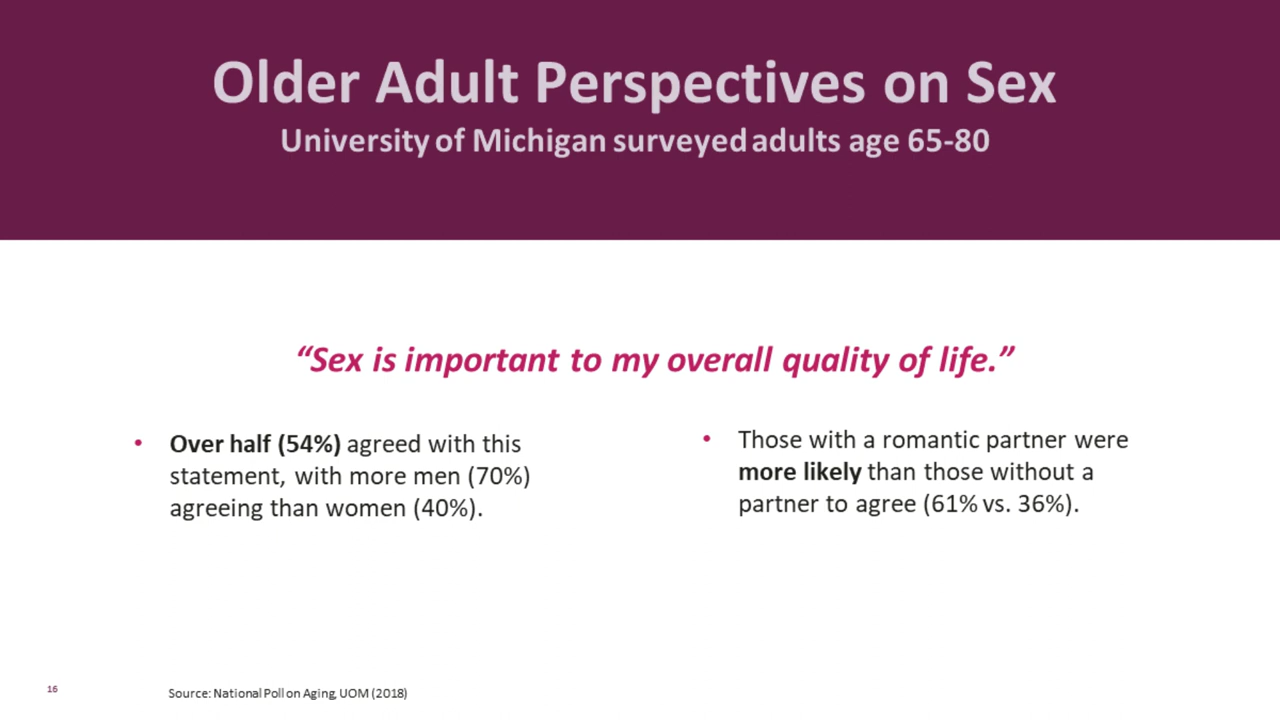 Older Adult Perspectives on Sex
University of Michigan surveyed adults age 65-80
“Sex is important to my overall quality of life.”
• Over half (54%) agreed with this
statement, with more men (70%)
agreeing than women (40%).
• Those with a romantic partner were
more likely than those without a
partner to agree (61% vs. 36%).
16
Source: National Poll on Aging, UOM (2018)